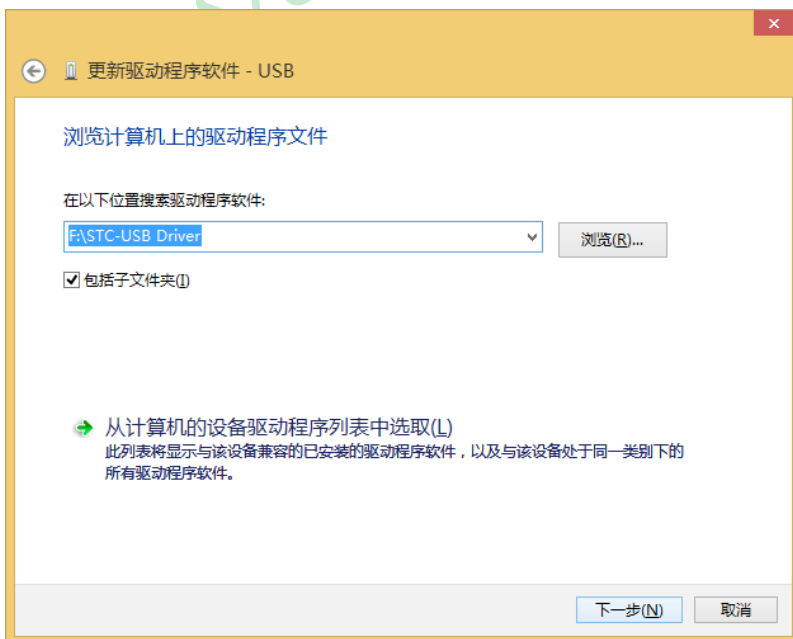 更新驱动程序软件 - USB
浏览计算机上的驱动程序文件
在以下位置搜索驱动程序软件:
F:\STC-USB Driver
浏览(R)...
包括子文件夹(I)
从计算机的设备驱动程序列表中选取(L)
此列表将显示与该设备兼容的已安装的驱动程序软件，以及与该设备处于同一类别下的
所有驱动程序软件。
下一步(N)
取消